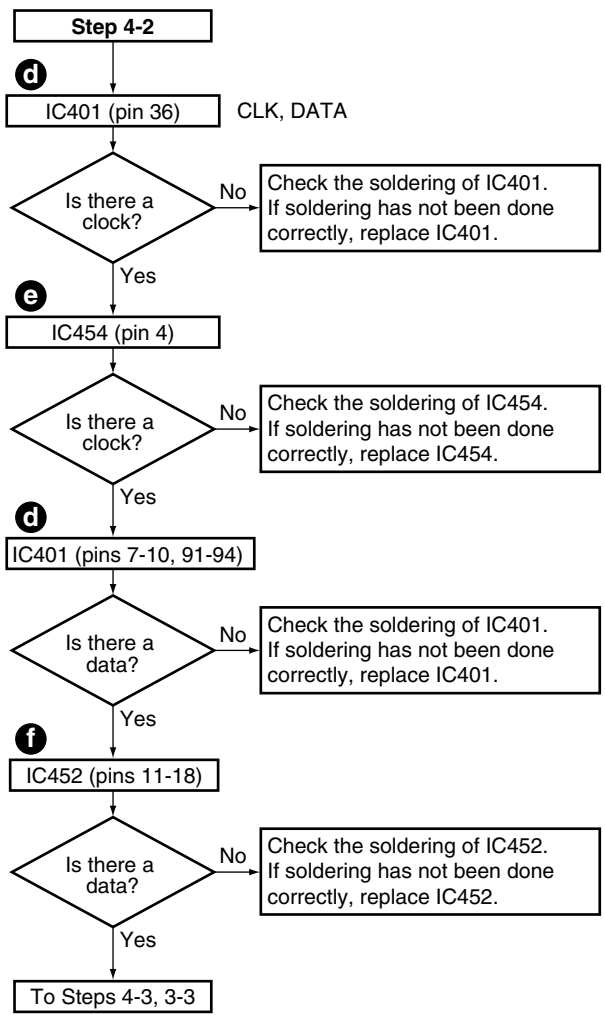 Step 4-2
d
IC401 (pin 36)
CLK, DATA
Is there a
clock?
No
Check the soldering of IC401.
If soldering has not been done
correctly, replace IC401.
Yes
e
IC454 (pin 4)
Is there a
clock?
No
Check the soldering of IC454.
If soldering has not been done
correctly, replace IC454.
Yes
d
IC401 (pins 7-10, 91-94)
Is there a
data?
No
Check the soldering of IC401.
If soldering has not been done
correctly, replace IC401.
Yes
f
IC452 (pins 11-18)
Is there a
data?
No
Check the soldering of IC452.
If soldering has not been done
correctly, replace IC452.
Yes
To Steps 4-3, 3-3